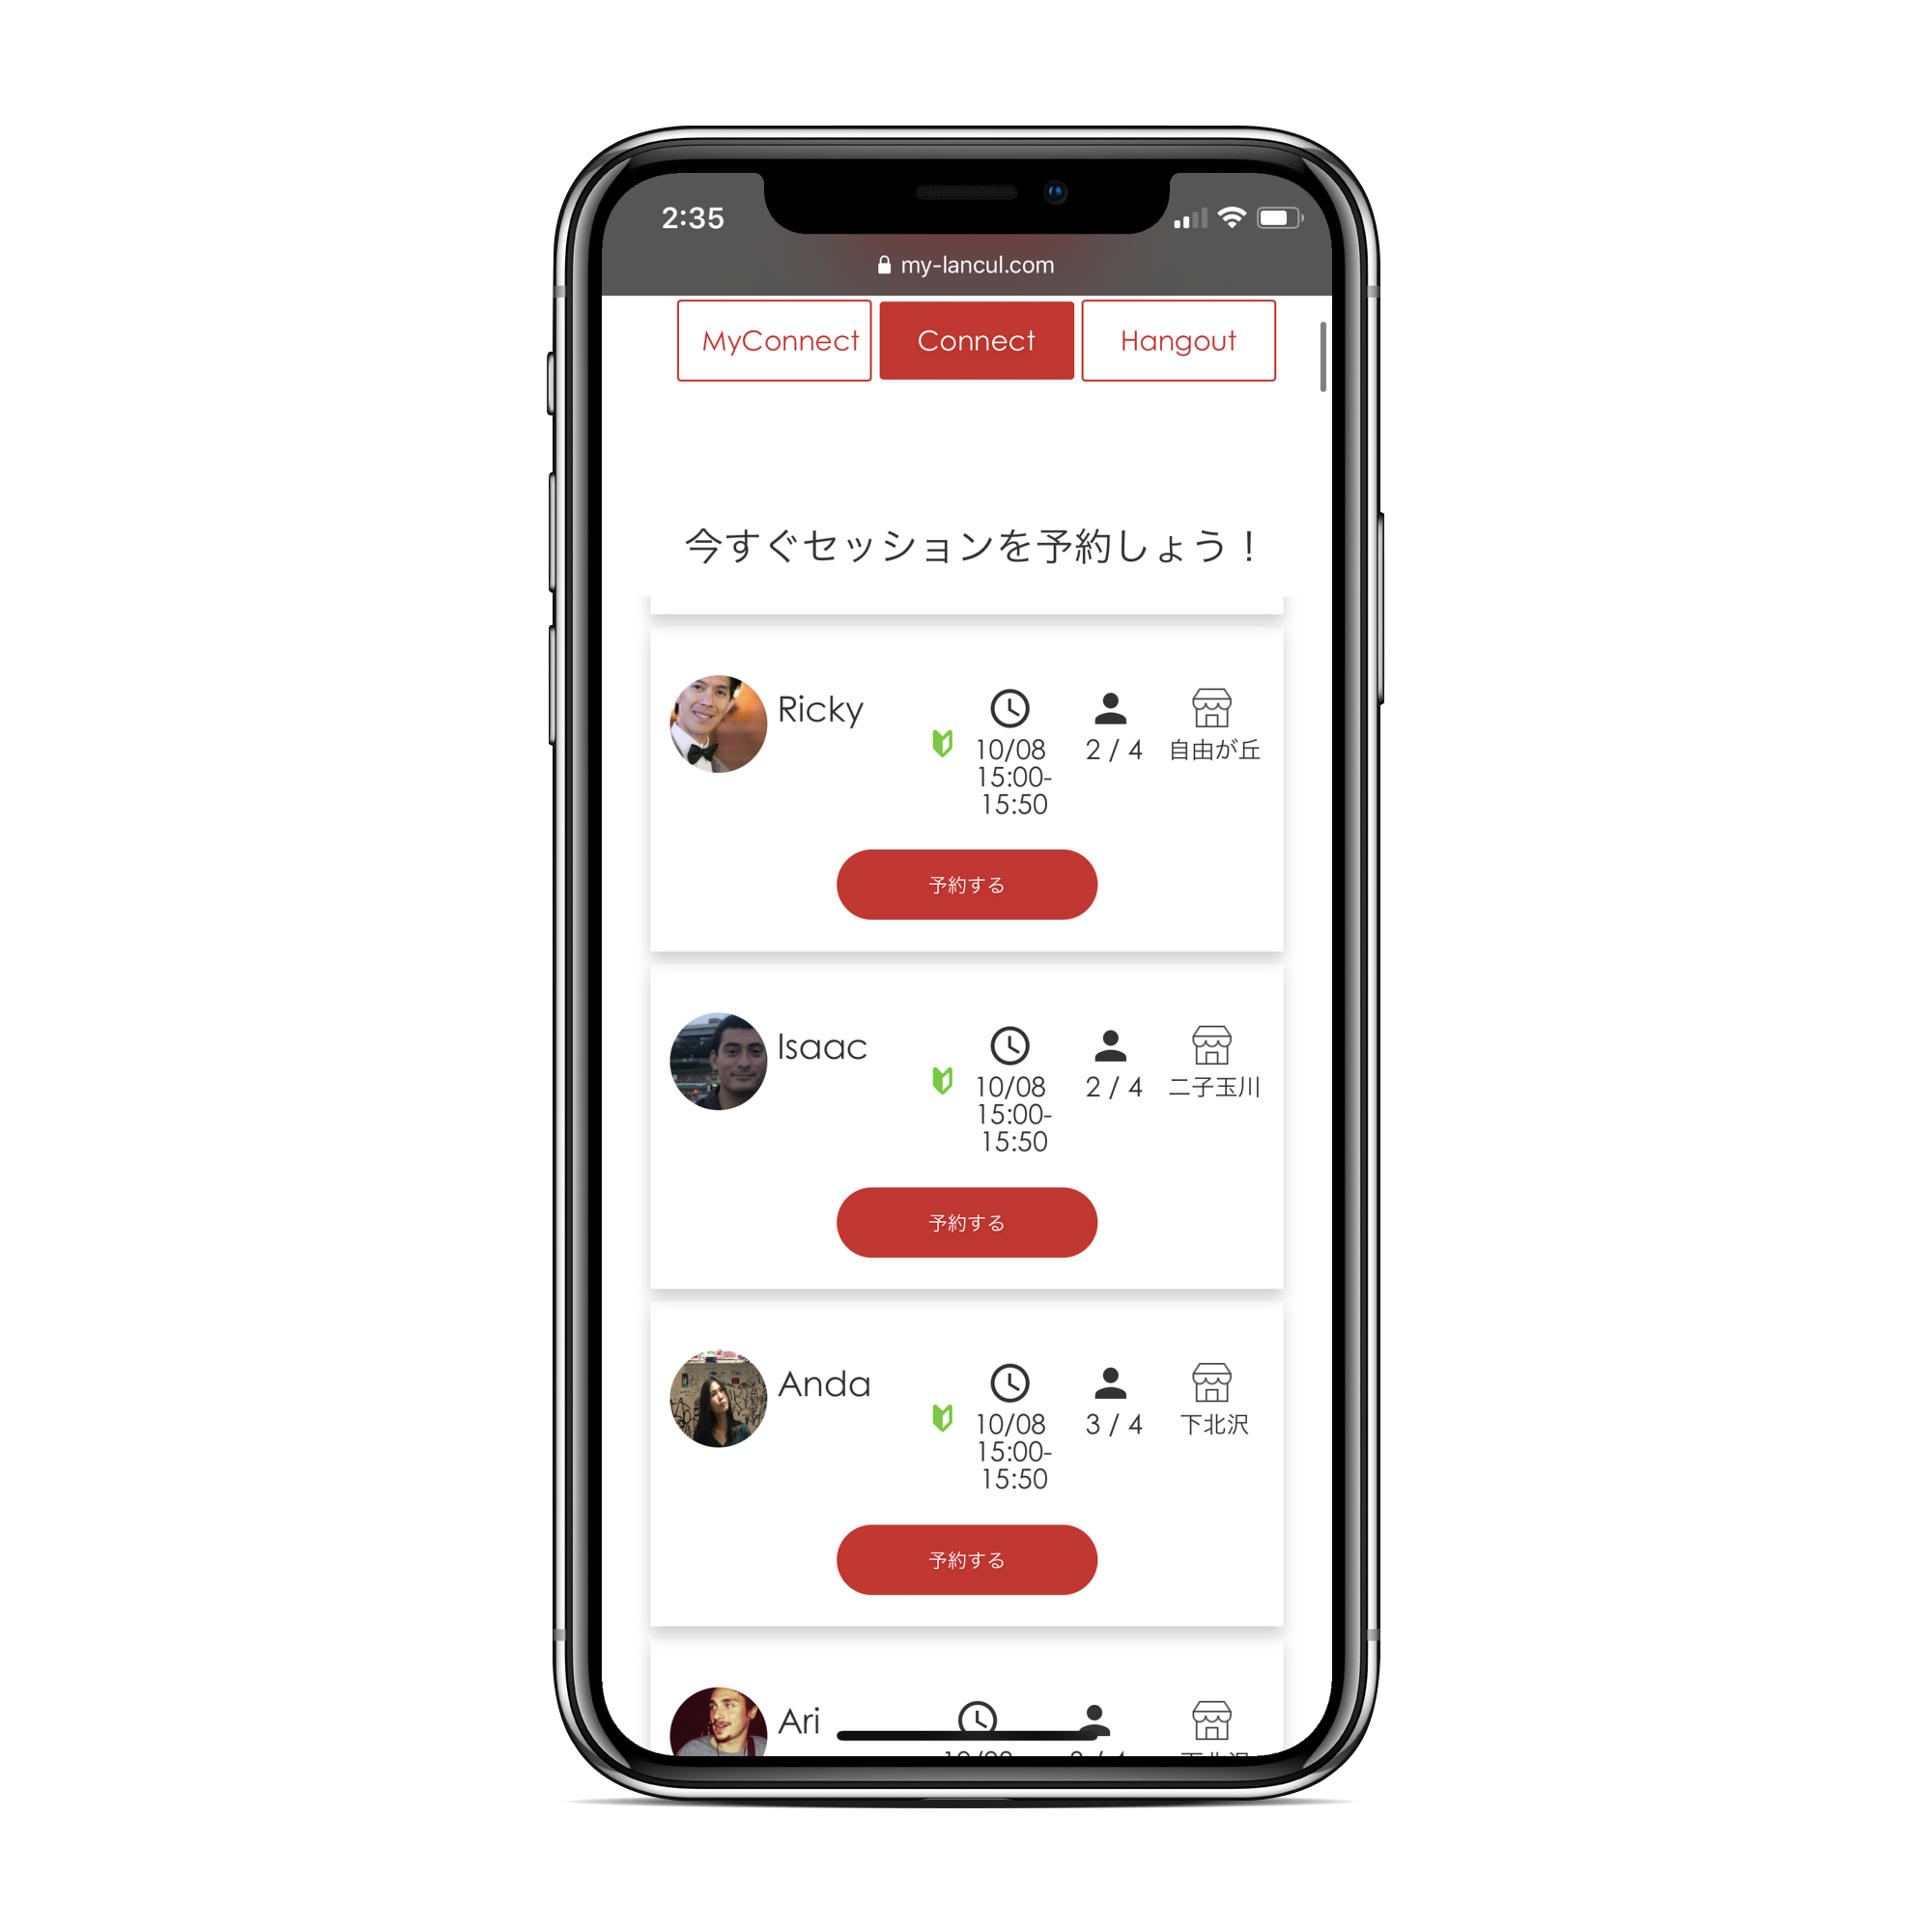 2:35
my-lancul.com
MyConnect
Connect
Hangout
今すぐセッションを予約しょう！
Ricky
10/08
15:00-
15:50
2 / 4
自由が丘
予約する
Isaac
10/08
15:00-
15:50
2 / 4
二子玉川
予約する
Anda
10/08
15:00-
15:50
3 / 4
下北沢
予約する
Ari